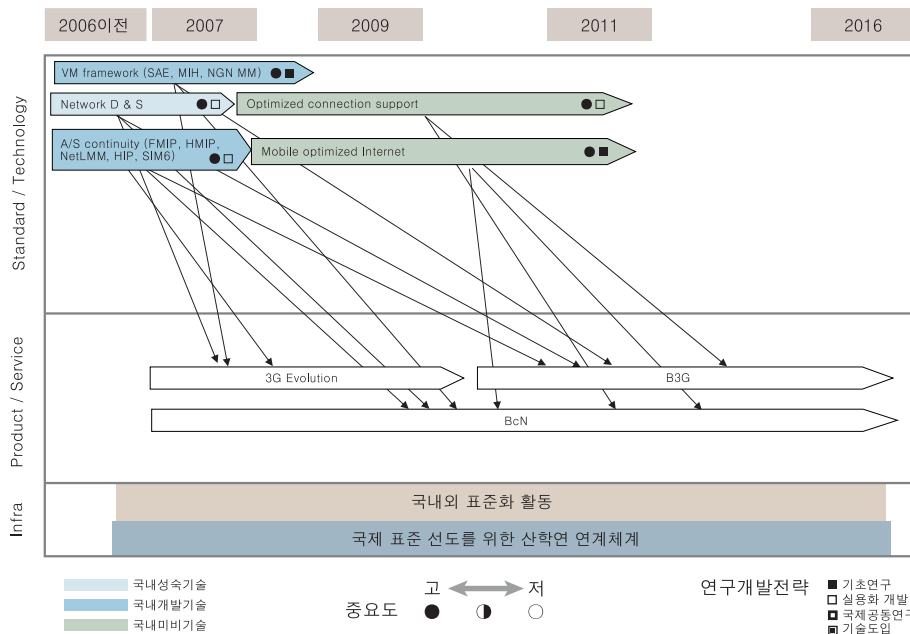 2006이전
2007
2009
2011
2016
Standard / Technology
VM framework (SAE, MIH, NGN MM)
Network D & S
Optimized connection support
A/S continuity (FMIP, HMIP,
NetLMM, HIP, SIM6)
Mobile optimized Internet
Product / Service
3G Evolution
B3G
BcN
Infra
국내외 표준화 활동
국제 표준 선도를 위한 산학연 연계체계
국내성숙기술
국내개발기술
국내미비기술
고 저
중요도
연구개발전략
기초연구
실용화 개발
국제공동연구
기술도입